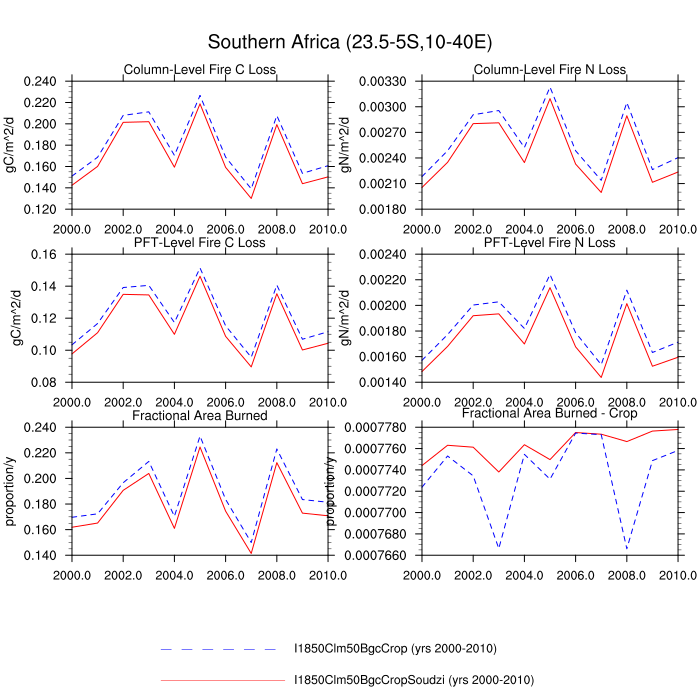 Southern Africa (23.5-5S,10-40E)
Column-Level Fire C Loss
gC/m^2/d
0.240
0.220
0.200
0.180
0.160
0.140
0.120
2000.0 2002.0 2004.0 2006.0 2008.0 2010.0
Column-Level Fire N Loss
gN/m^2/d
0.00330
0.00300
0.00270
0.00240
0.00210
0.00180
2000.0 2002.0 2004.0 2006.0 2008.0 2010.0
PFT-Level Fire C Loss
gC/m^2/d
0.16
0.14
0.12
0.10
0.08
2000.0 2002.0 2004.0 2006.0 2008.0 2010.0
PFT-Level Fire N Loss
gN/m^2/d
0.00240
0.00220
0.00200
0.00180
0.00160
0.00140
2000.0 2002.0 2004.0 2006.0 2008.0 2010.0
Fractional Area Burned
proportion/y
0.240
0.220
0.200
0.180
0.160
0.140
2000.0 2002.0 2004.0 2006.0 2008.0 2010.0
Fractional Area Burned - Crop
proportion/y
0.0007780
0.0007760
0.0007740
0.0007720
0.0007700
0.0007680
0.0007660
2000.0 2002.0 2004.0 2006.0 2008.0 2010.0
I1850Clm50BgcCrop (yrs 2000-2010)
I1850Clm50BgcCropSoudzi (yrs 2000-2010)